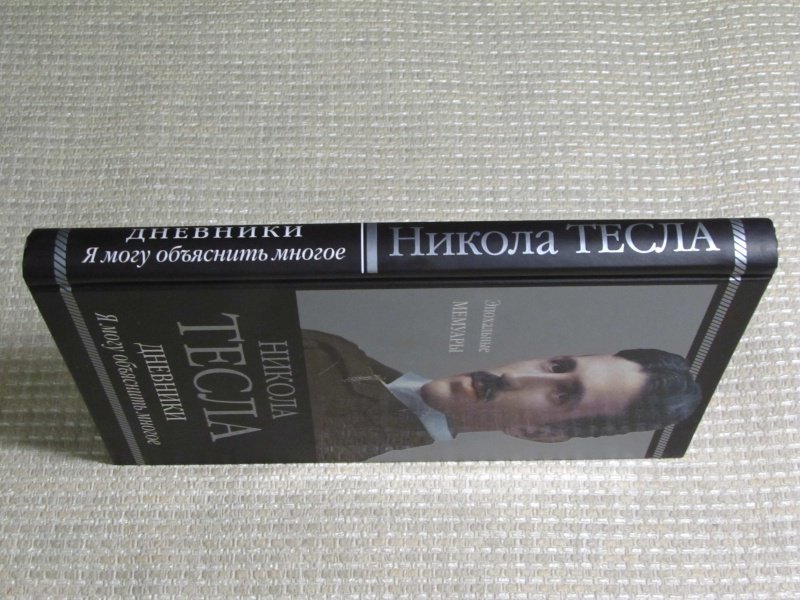 Никола ТЕСЛА
ДНЕВНИКИ
Я могу объяснить многое
Эпохальные
МЕМУАРЫ
НИКОЛА
ТЕСЛА
ДНЕВНИКИ
Я могу объяснить многое